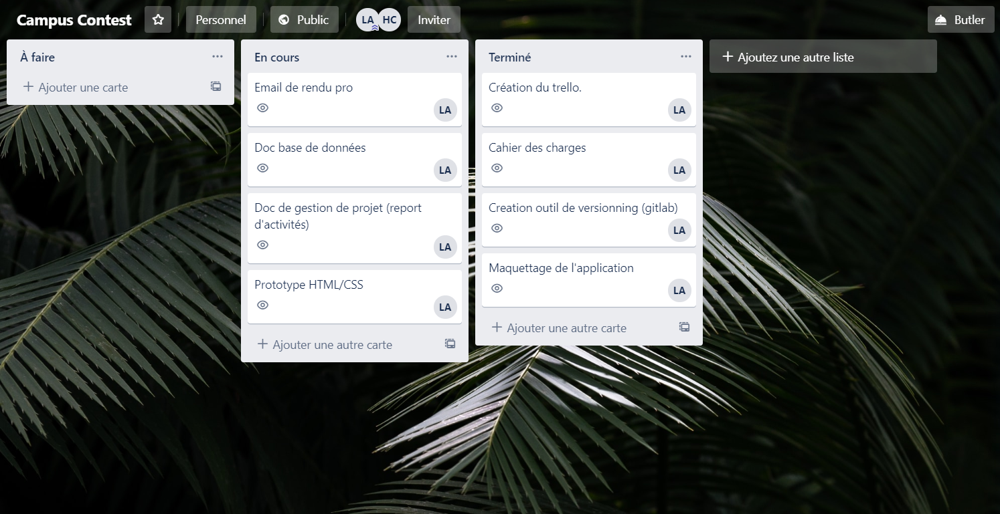 Campus Contest
Personnel
Public
LA
HC
Inviter
Butler
À faire
Ajouter une carte
En cours
Email de rendu pro
LA
Doc base de données
LA
Doc de gestion de projet (report
d'activités)
LA
Prototype HTML/CSS
LA
Ajouter une autre carte
Terminé
Création du trello.
LA
Cahier des charges
LA
Creation outil de versionning (gitlab)
LA
Maquettage de l'application
LA
Ajouter une autre carte
Ajoutez une autre liste